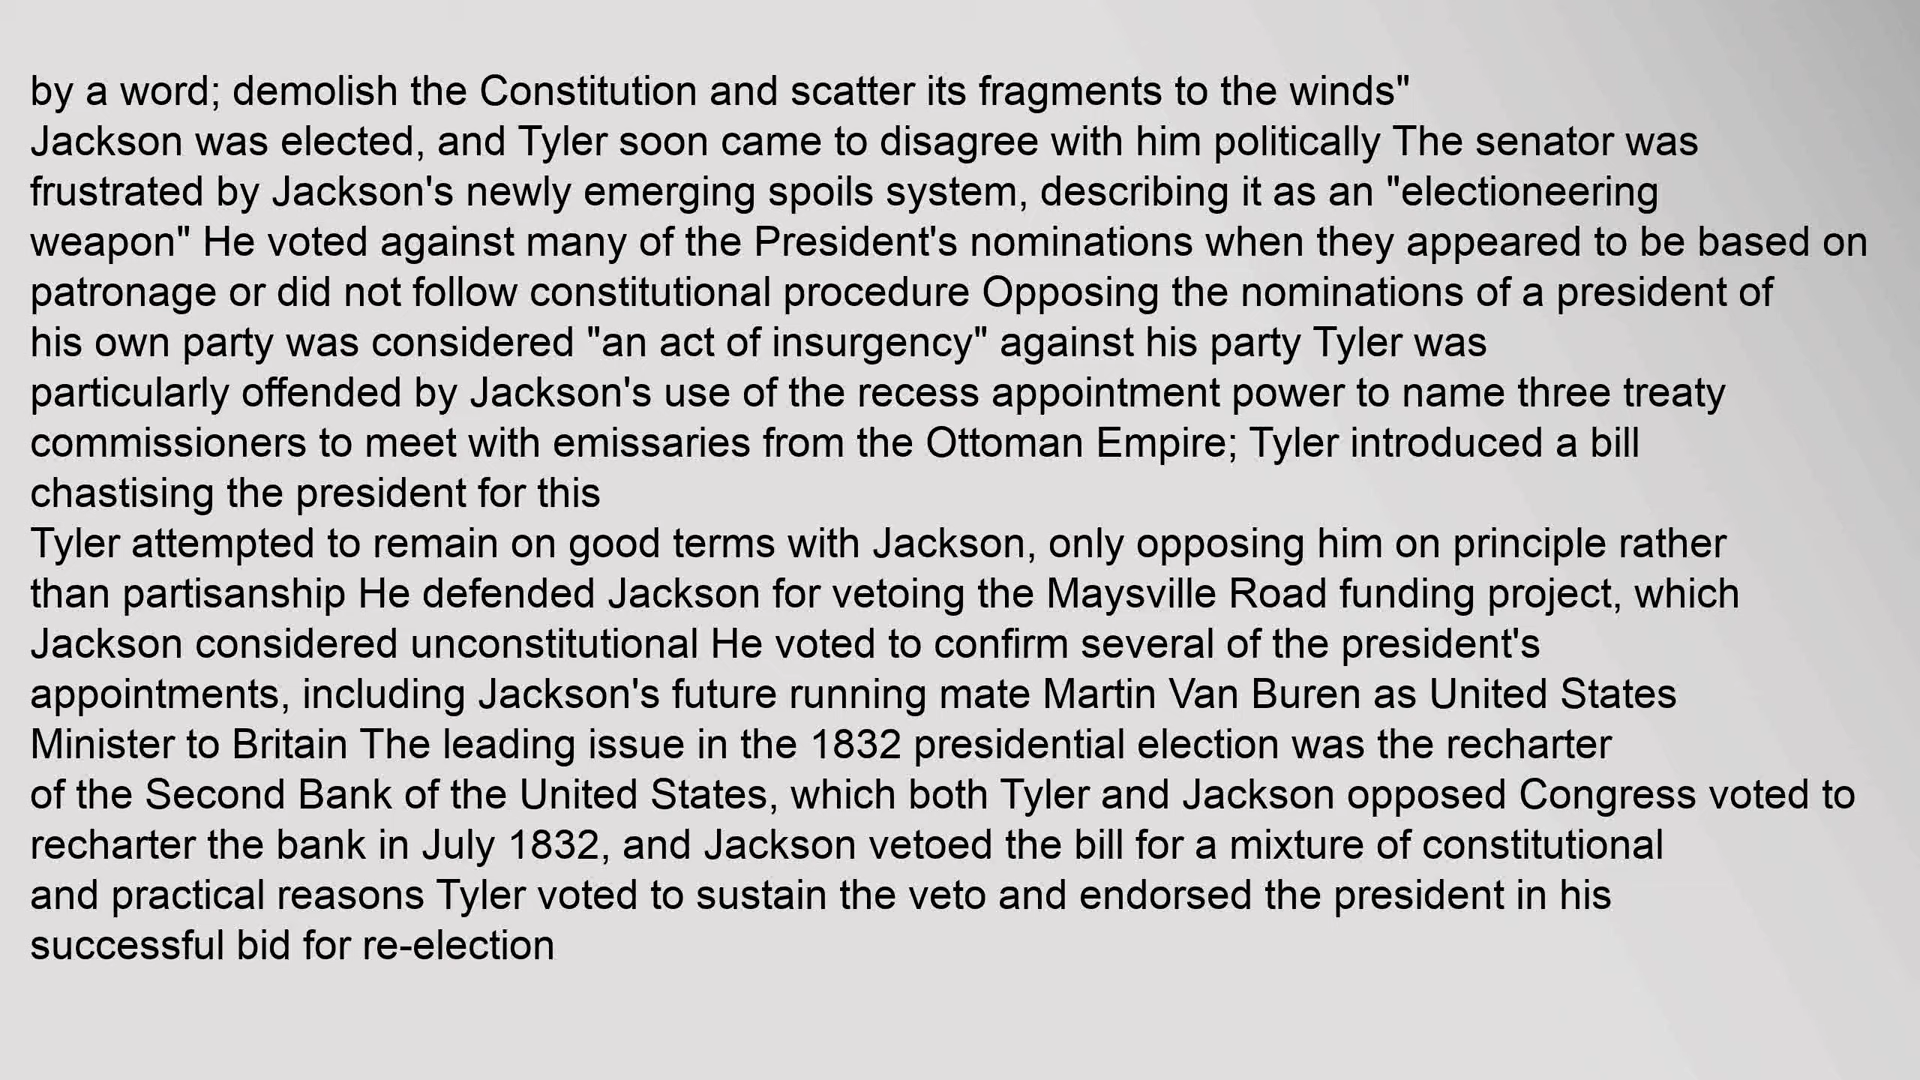 by a word; demolish the Constitution and scatter its fragments to the winds"
Jackson was elected, and Tyler soon came to disagree with him politically The senator was
frustrated by Jackson's newly emerging spoils system, describing it as an "electioneering
weapon" He voted against many of the President's nominations when they appeared to be based on
patronage or did not follow constitutional procedure Opposing the nominations of a president of
his own party was considered "an act of insurgency" against his party Tyler was
particularly offended by Jackson's use of the recess appointment power to name three treaty
commissioners to meet with emissaries from the Ottoman Empire; Tyler introduced a bill
chastising the president for this
Tyler attempted to remain on good terms with Jackson, only opposing him on principle rather
than partisanship He defended Jackson for vetoing the Maysville Road funding project, which
Jackson considered unconstitutional He voted to confirm several of the president's
appointments, including Jackson's future running mate Martin Van Buren as United States
Minister to Britain The leading issue in the 1832 presidential election was the recharter
of the Second Bank of the United States, which both Tyler and Jackson opposed Congress voted to
recharter the bank in July 1832, and Jackson vetoed the bill for a mixture of constitutional
and practical reasons Tyler voted to sustain the veto and endorsed the president in his
successful bid for re-election